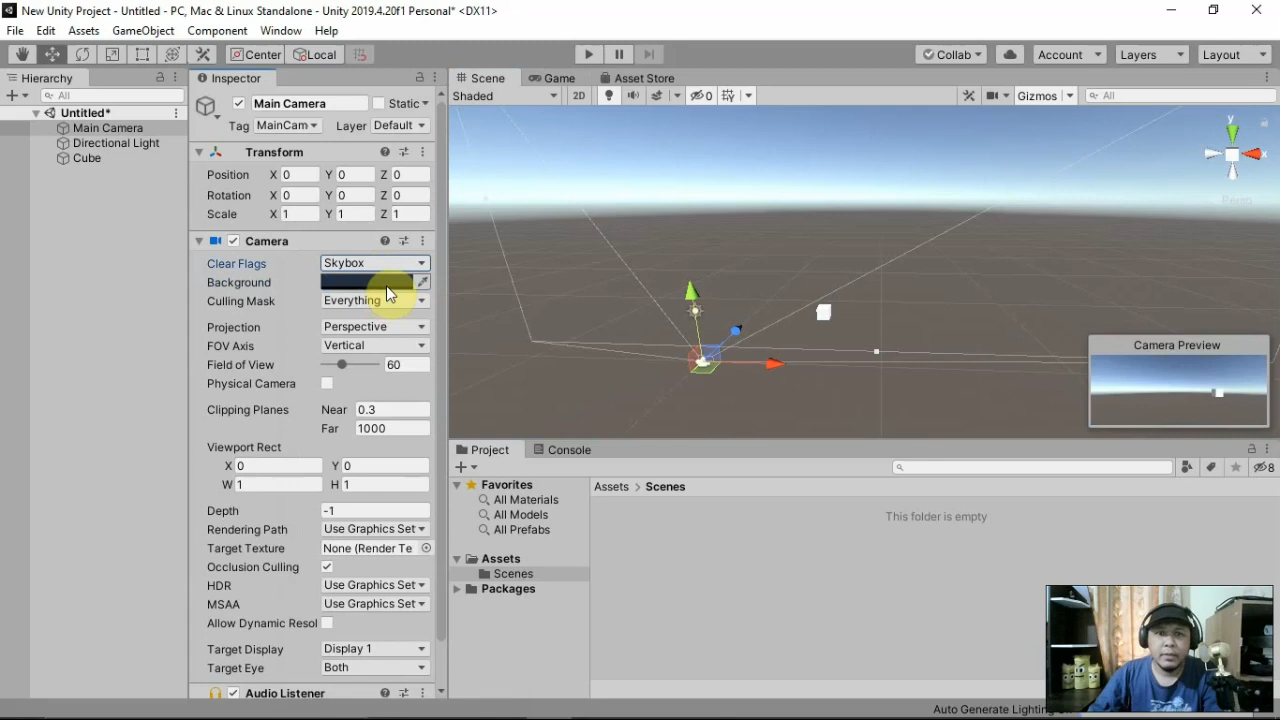 New Unity Project - Untitled - PC, Mac & Linux Standalone - Unity 2019.4.20f1 Personal* <DX11>
File Edit Assets GameObject Component Window Help
Center Local Collab Account Layers Layout
Hierarchy
All
Untitled*
Main Camera
Directional Light
Cube
Inspector
Main Camera Static
Tag MainCam Layer Default
Transform
Position X 0 Y 0 Z 0
Rotation X 0 Y 0 Z 0
Scale X 1 Y 1 Z 1
Camera
Clear Flags Skybox
Background
Culling Mask Everything
Projection Perspective
FOV Axis Vertical
Field of View 60
Physical Camera
Clipping Planes Near 0.3
Far 1000
Viewport Rect
X 0 Y 0
W 1 H 1
Depth -1
Rendering Path Use Graphics Set
Target Texture None (Render Te
Occlusion Culling
HDR Use Graphics Set
MSAA Use Graphics Set
Allow Dynamic Resol
Target Display Display 1
Target Eye Both
Audio Listener
Scene Game Asset Store
Shaded 2D 0 Gizmos All
y
x
Persp
Camera Preview
Project Console
8
Favorites
All Materials
All Models
All Prefabs
Assets
Scenes
Packages
Assets > Scenes
This folder is empty
Auto Generate Lighting